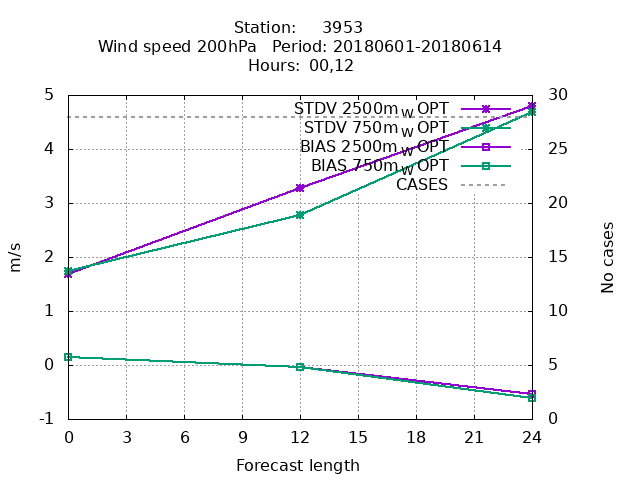 Station: 3953
Wind speed 200hPa Period: 20180601-20180614
Hours: 00,12
STDV 2500m_W OPT
STDV 750m_W OPT
BIAS 2500m_W OPT
BIAS 750m_W OPT
CASES
m/s
5
4
3
2
1
0
-1
No cases
30
25
20
15
10
5
0
0 3 6 9 12 15 18 21 24
Forecast length